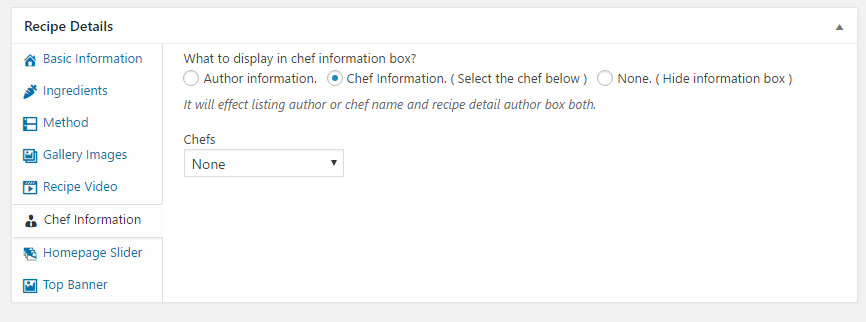 Recipe Details
Basic Information
Ingredients
Method
Gallery Images
Recipe Video
Chef Information
Homepage Slider
Top Banner
What to display in chef information box?
Author information. Chef Information. ( Select the chef below ) None. ( Hide information box )
It will effect listing author or chef name and recipe detail author box both.
Chefs
None